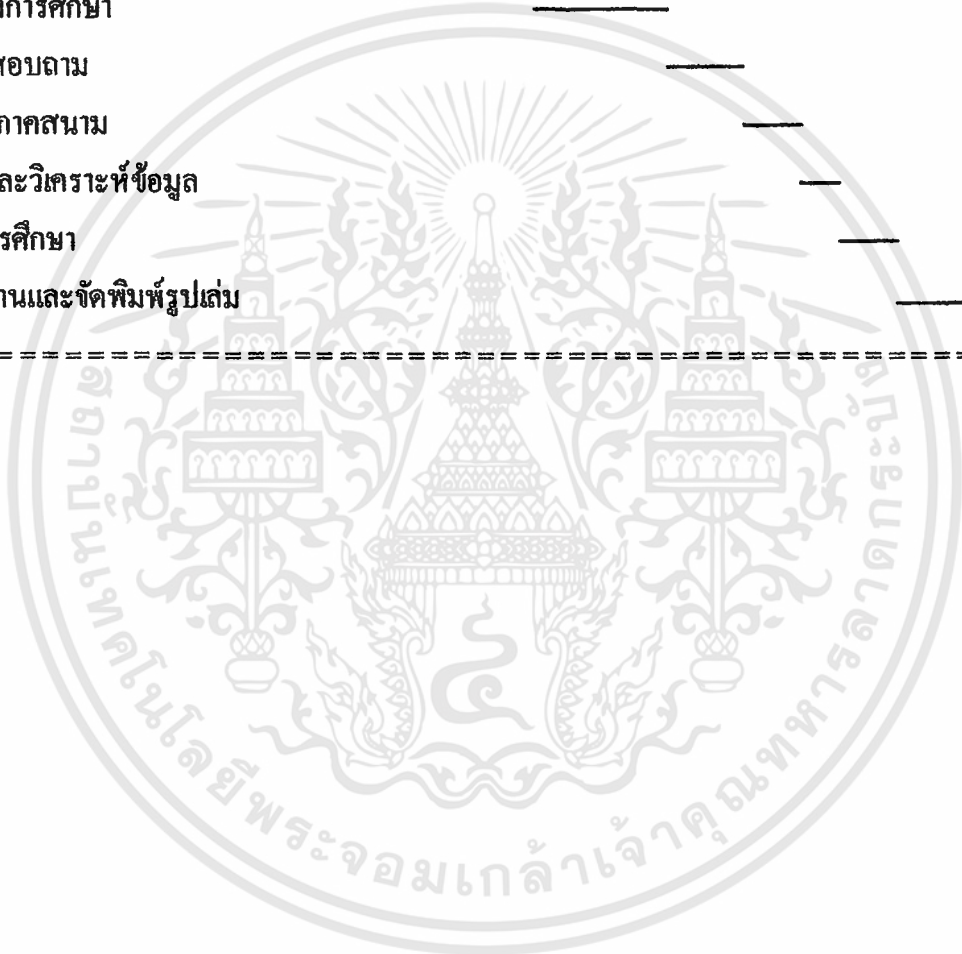 การศึกษา
สอบถาม
ภาคสนาม
ละวิเคราะห์ข้อมูล
รศึกษา
านและจัดพิมพ์รูปเล่ม
==========================================
สถาบันเทคโนโลยีพระจอมเกล้าเจ้าคุณทหารลาดกระบัง